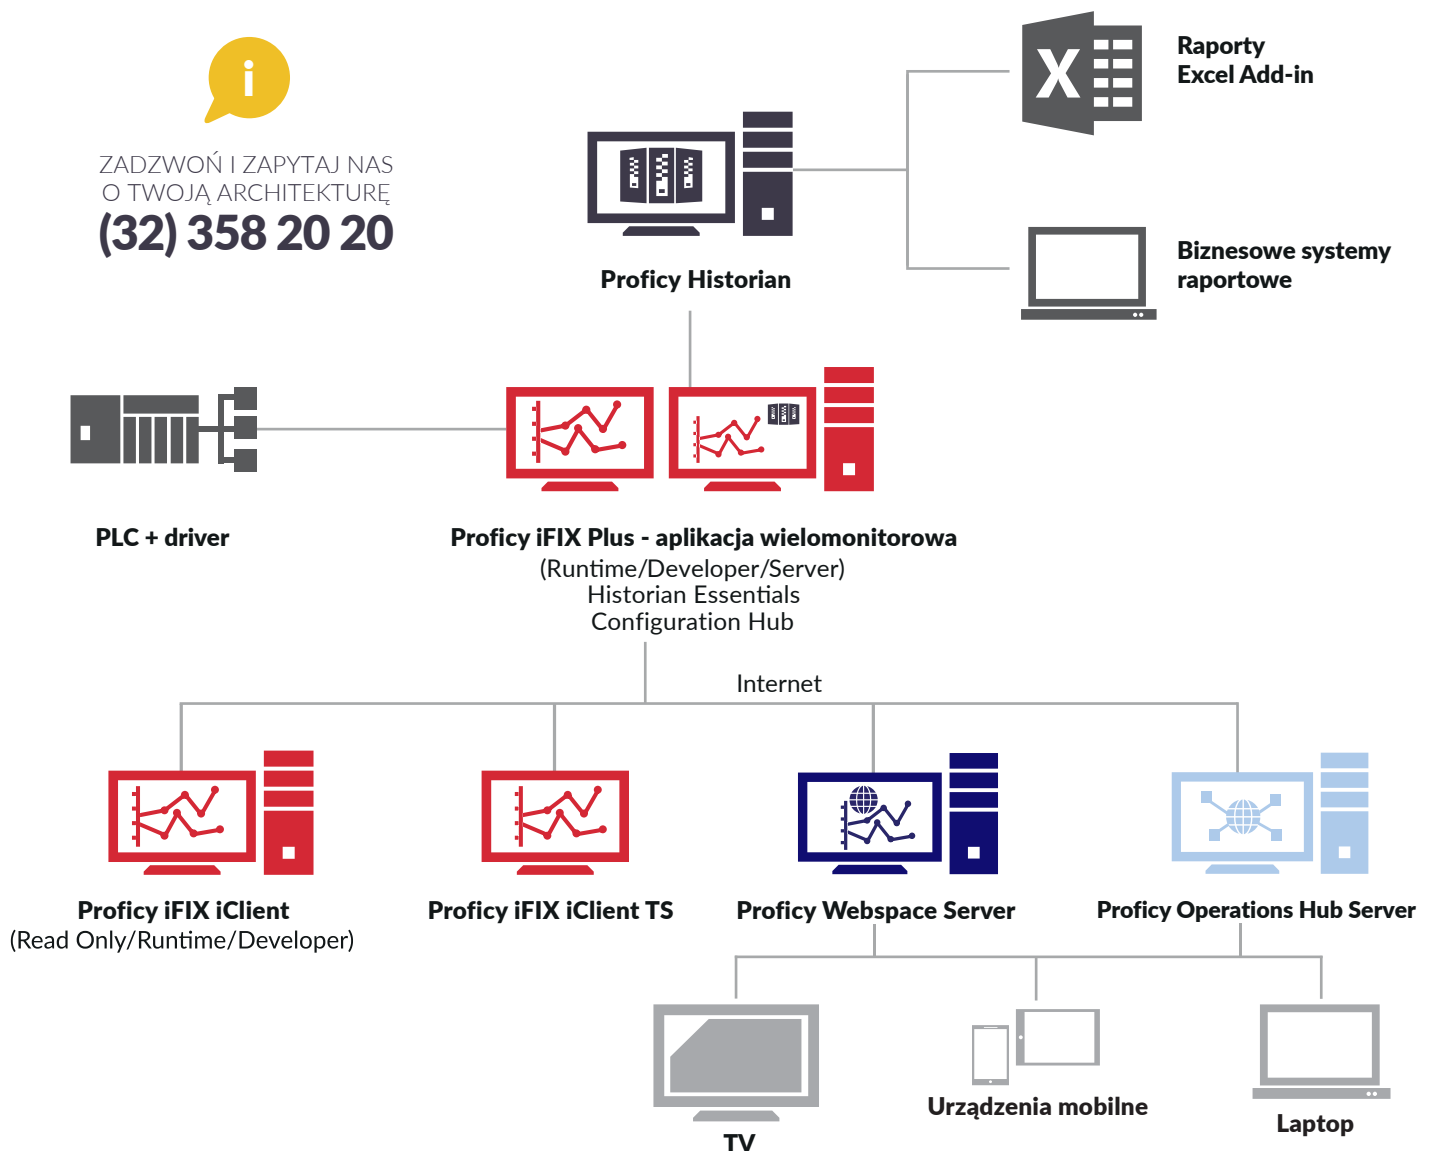 i
ZADZWOŃ I ZAPYTAJ NAS
O TWOJĄ ARCHITEKTURĘ
(32) 358 20 20
X
Raporty
Excel Add-in
Proficy Historian
Biznesowe systemy
raportowe
PLC + driver
Proficy iFIX Plus - aplikacja wielomonitorowa
(Runtime/Developer/Server)
Historian Essentials
Configuration Hub
Internet
Proficy iFIX iClient
(Read Only/Runtime/Developer)
Proficy iFIX iClient TS
Proficy Webspace Server
Proficy Operations Hub Server
TV
Urządzenia mobilne
Laptop